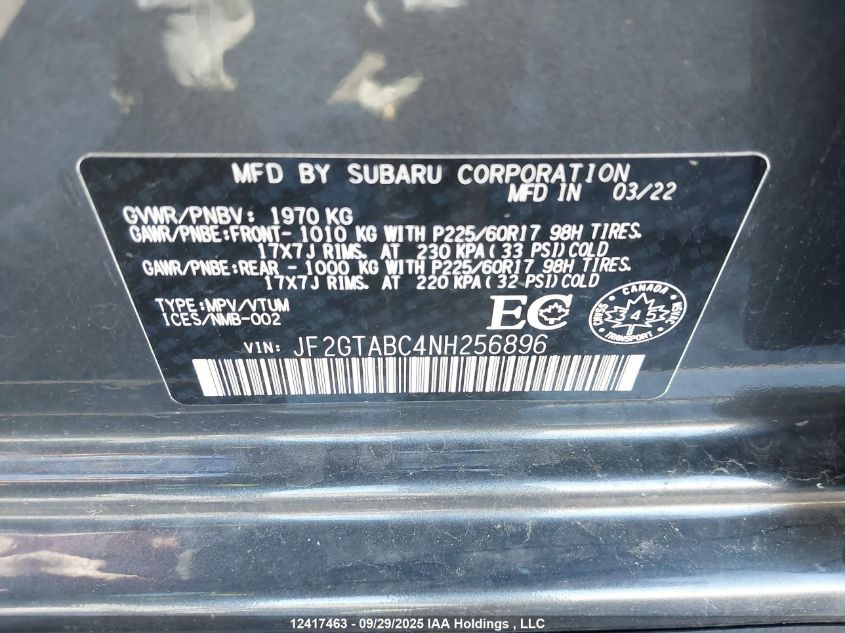 MFD BY SUBARU CORPORATION
MFD IN 03/22
GVWR/PNBV: 1970 KG
GAWR/PNBE:FRONT- 1010 KG WITH P225/60R17 98H TIRES.
17X7J RIMS. AT 230 KPA(33 PSI)COLD
GAWR/PNBE:REAR - 1000 KG WITH P225/60R17 98H TIRES.
17X7J RIMS. AT 220 KPA(32 PSI)COLD
TYPE:MPV/VTUM
ICES/NMB-002
EC
CANADA
345
TRANSPORT
VIN: JF2GTABC4NH256896
12417463 - 09/29/2025 IAA Holdings , LLC